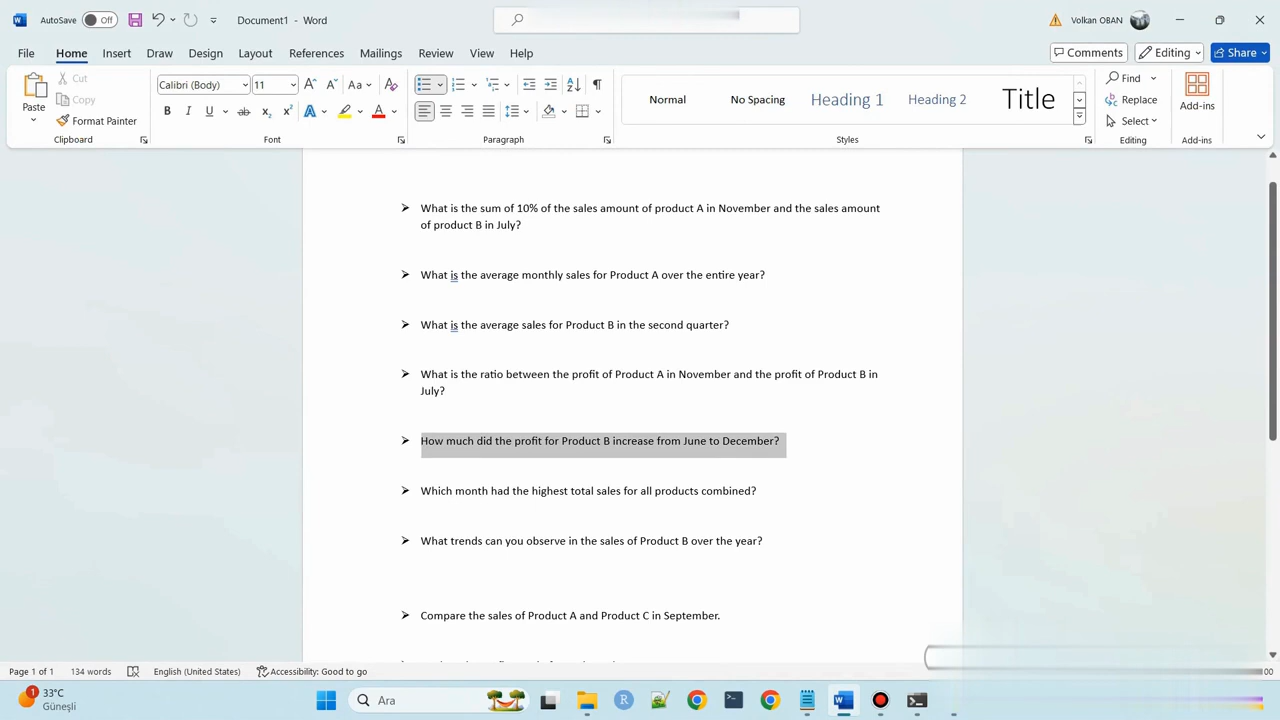 AutoSave Off Document1 - Word Volkan OBAN
File Home Insert Draw Design Layout References Mailings Review View Help Comments Editing Share
Paste Cut Copy Format Painter Clipboard
Calibri (Body) 11 Aa Font
Paragraph
Normal No Spacing Heading 1 Heading 2 Title Styles
Find Replace Select Editing
Add-ins Add-ins
What is the sum of 10% of the sales amount of product A in November and the sales amount
of product B in July?
What is the average monthly sales for Product A over the entire year?
What is the average sales for Product B in the second quarter?
What is the ratio between the profit of Product A in November and the profit of Product B in
July?
How much did the profit for Product B increase from June to December?
Which month had the highest total sales for all products combined?
What trends can you observe in the sales of Product B over the year?
Compare the sales of Product A and Product C in September.
Page 1 of 1 134 words English (United States) Accessibility: Good to go
33°C
Güneşli
Ara